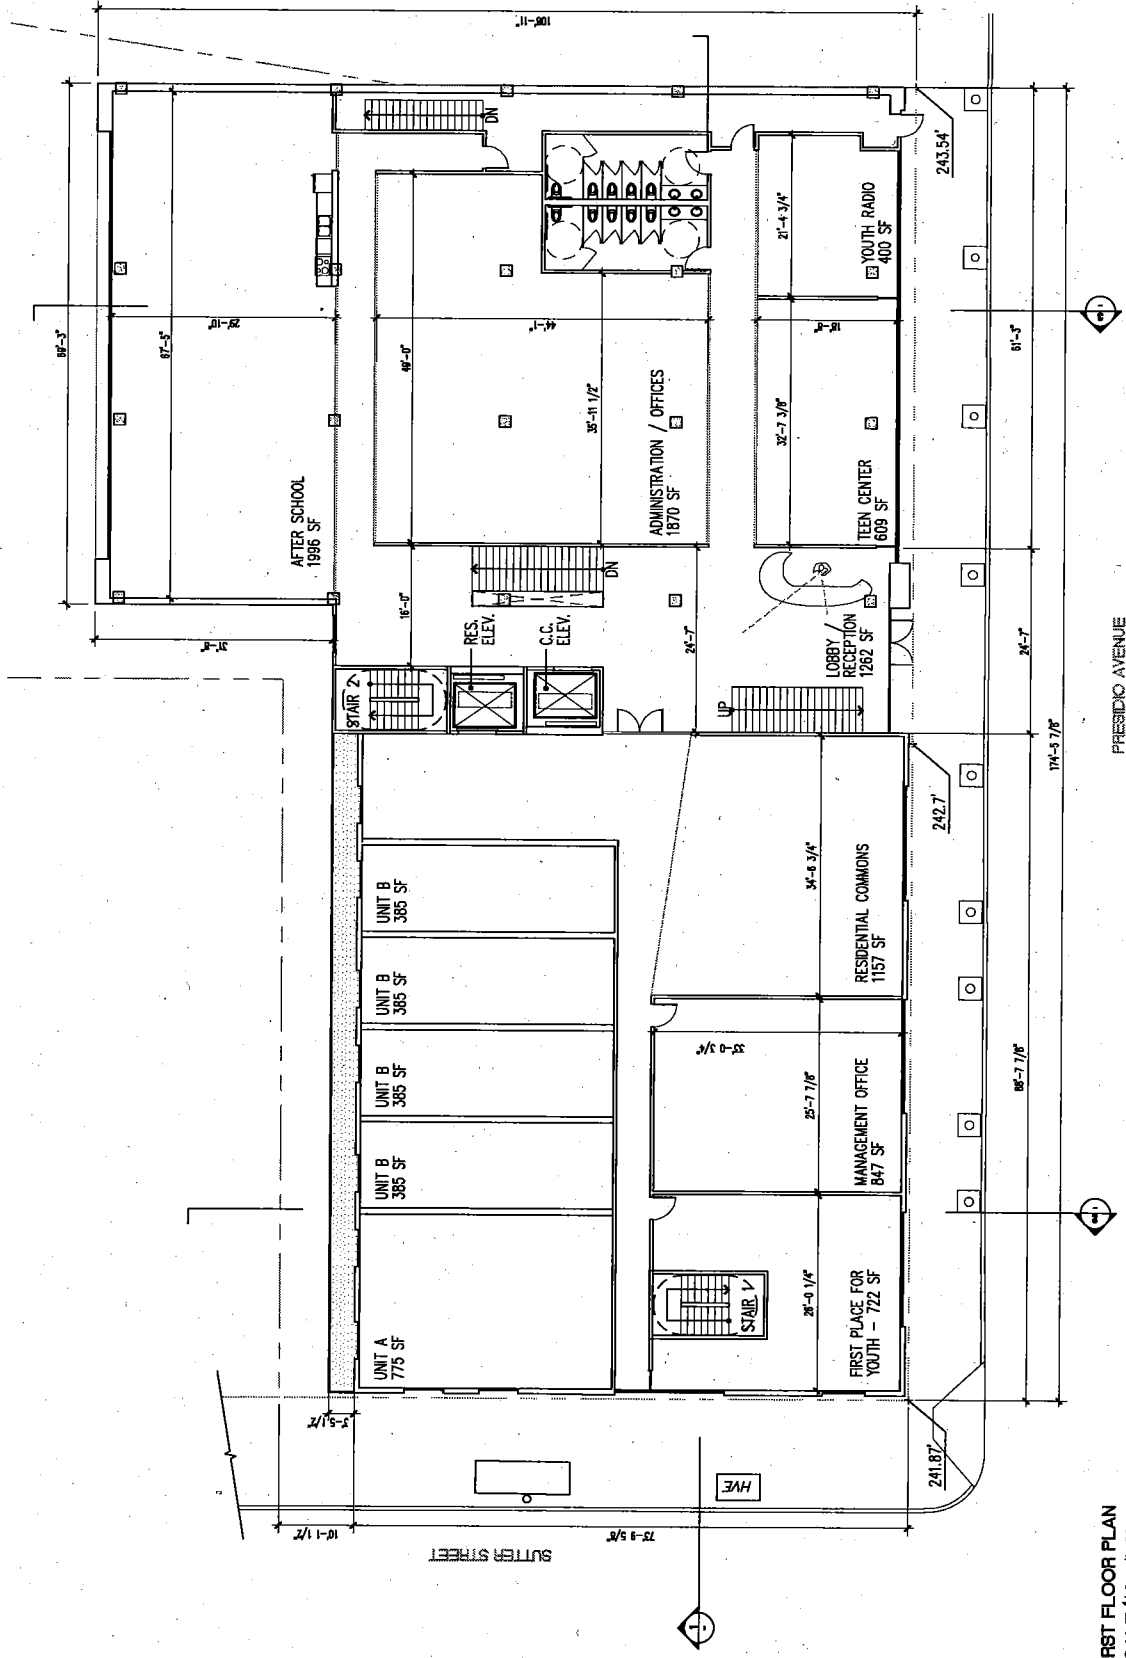 108'-11"
69'-3"
67'-5"
29'-10"
31'-8"
AFTER SCHOOL
1996 SF
DN
49'-0"
44'-1"
35'-11 1/2"
ADMINISTRATION / OFFICES
1870 SF
21'-4 3/4"
YOUTH RADIO
400 SF
18'-8"
32'-7 3/8"
TEEN CENTER
609 SF
243.54'
61'-3"
16'-0"
DN
RES.
ELEV.
C.C.
ELEV.
STAIR 2
24'-7"
LOBBY /
RECEPTION
1262 SF
UP
24'-7"
174'-5 7/8"
PRESIDIO AVENUE
242.7'
UNIT B
385 SF
UNIT B
385 SF
UNIT B
385 SF
UNIT B
385 SF
UNIT A
775 SF
34'-6 3/4"
RESIDENTIAL COMMONS
1157 SF
33'-0 3/4"
25'-7 7/8"
MANAGEMENT OFFICE
847 SF
88'-7 7/8"
STAIR 1
26'-0 1/4"
FIRST PLACE FOR
YOUTH - 722 SF
241.87'
3'-5 1/2"
10'-1 1/2"
73'-9 5/8"
HVE
SUTTER STREET
RST FLOOR PLAN